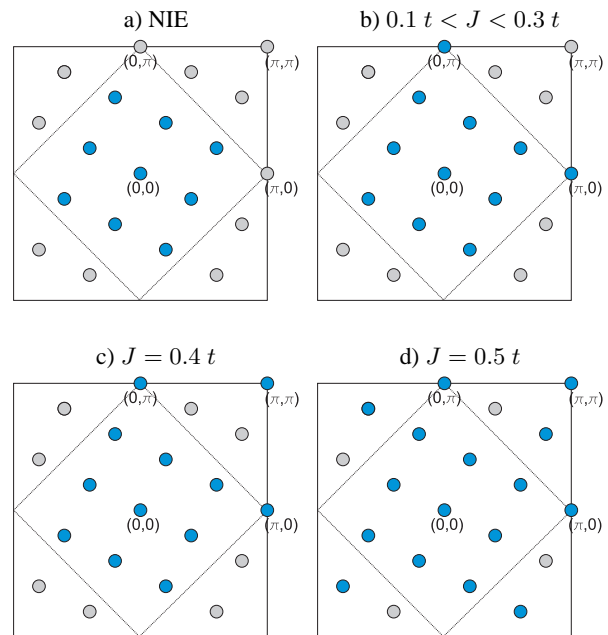 a) NIE
b) 0.1 t < J < 0.3 t
(0,π)
(π,π)
(0,π)
(π,π)
(0,0)
(π,0)
(0,0)
(π,0)
c) J = 0.4 t
d) J = 0.5 t
(0,π)
(π,π)
(0,π)
(π,π)
(0,0)
(π,0)
(0,0)
(π,0)